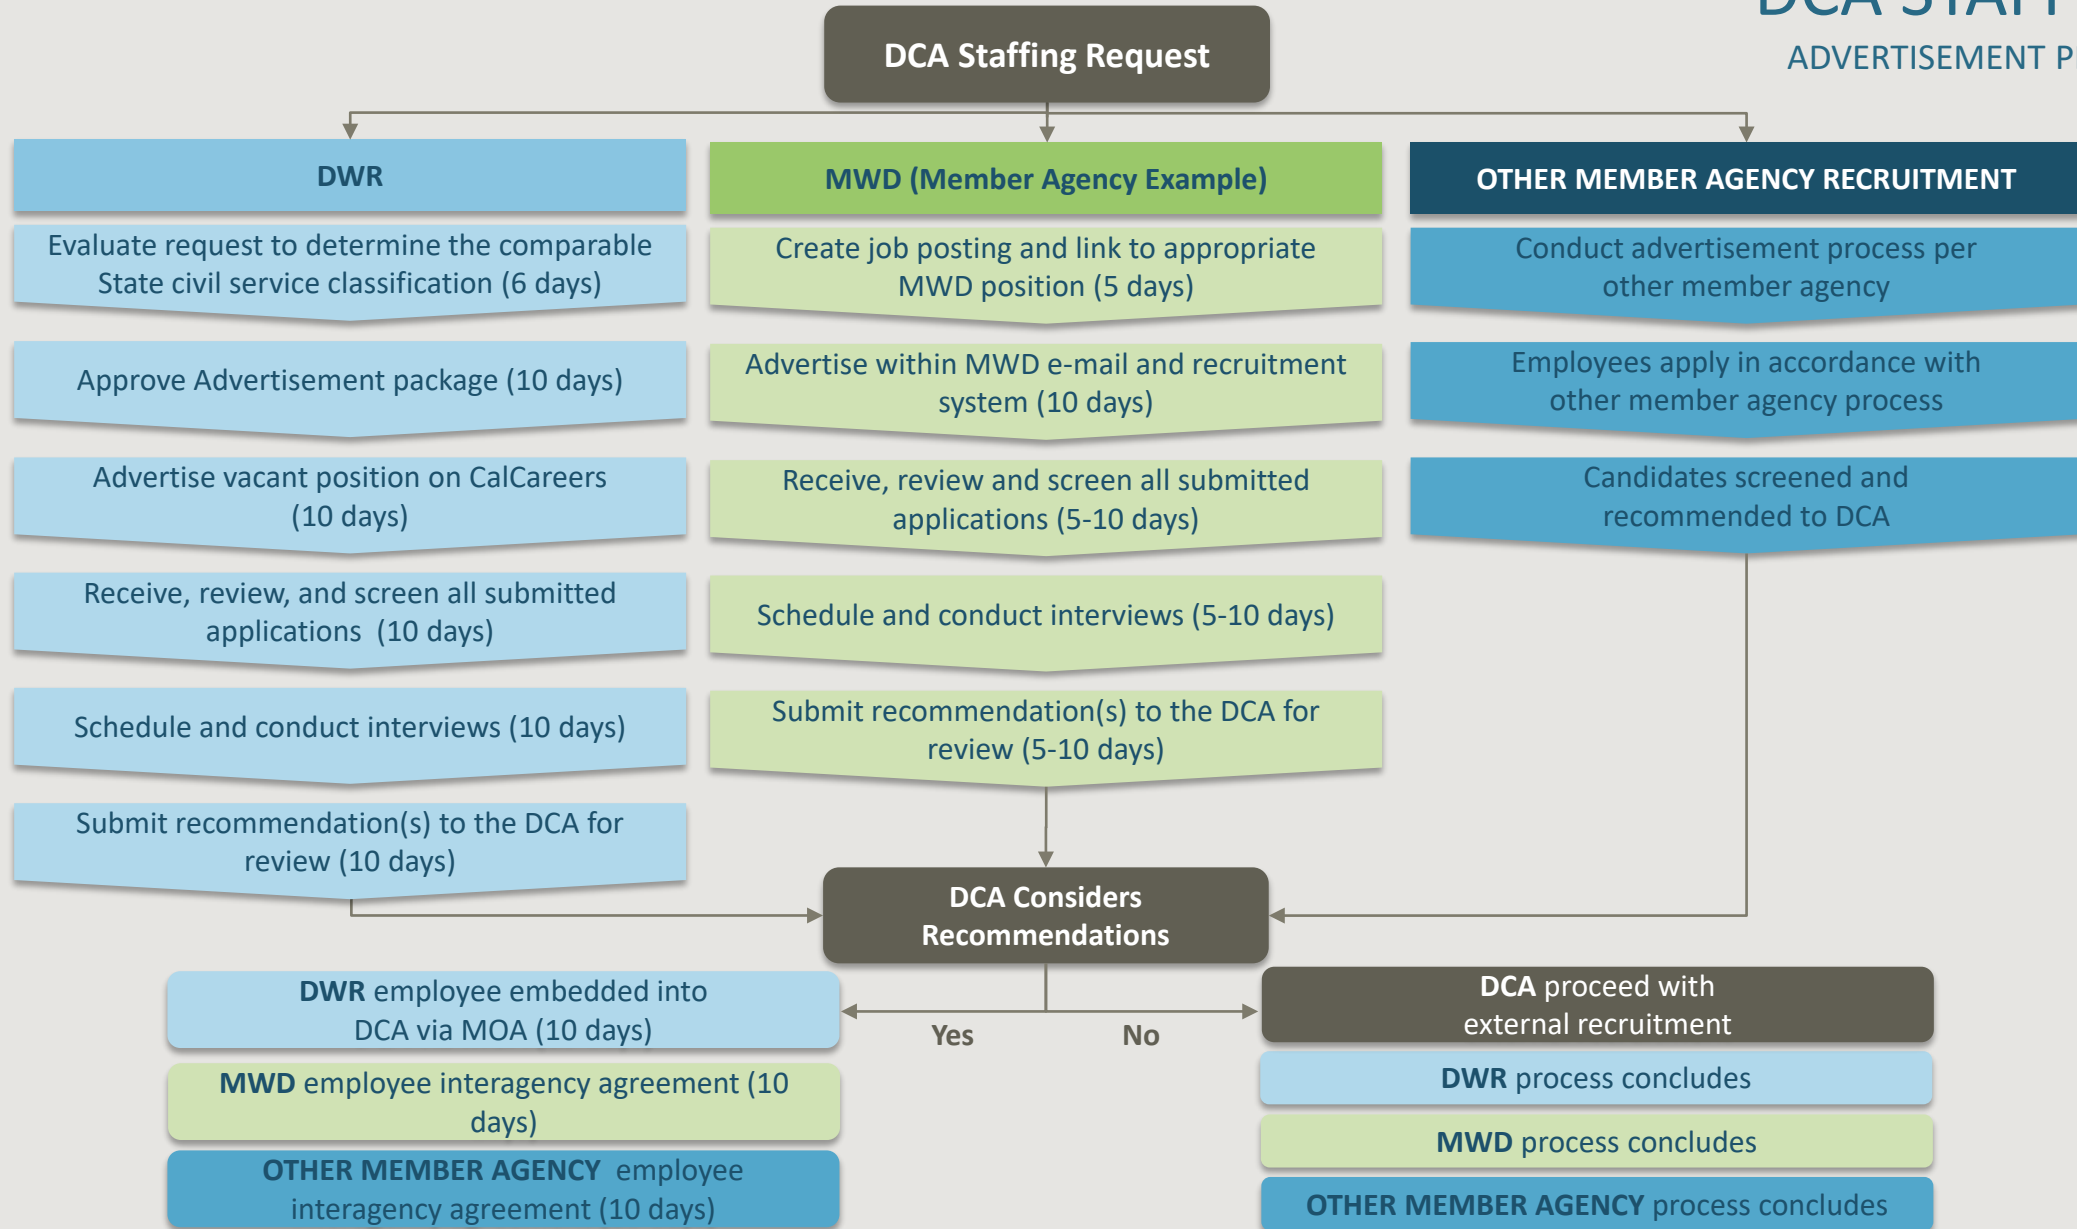 DCA STAFF
ADVERTISEMENT P
DCA Staffing Request
DWR
Evaluate request to determine the comparable
State civil service classification (6 days)
Approve Advertisement package (10 days)
Advertise vacant position on CalCareers
(10 days)
Receive, review, and screen all submitted
applications (10 days)
Schedule and conduct interviews (10 days)
Submit recommendation(s) to the DCA for
review (10 days)
MWD (Member Agency Example)
Create job posting and link to appropriate
MWD position (5 days)
Advertise within MWD e-mail and recruitment
system (10 days)
Receive, review and screen all submitted
applications (5-10 days)
Schedule and conduct interviews (5-10 days)
Submit recommendation(s) to the DCA for
review (5-10 days)
OTHER MEMBER AGENCY RECRUITMENT
Conduct advertisement process per
other member agency
Employees apply in accordance with
other member agency process
Candidates screened and
recommended to DCA
DCA Considers
Recommendations
Yes
No
DWR employee embedded into
DCA via MOA (10 days)
MWD employee interagency agreement (10
days)
OTHER MEMBER AGENCY employee
interagency agreement (10 days)
DCA proceed with
external recruitment
DWR process concludes
MWD process concludes
OTHER MEMBER AGENCY process concludes